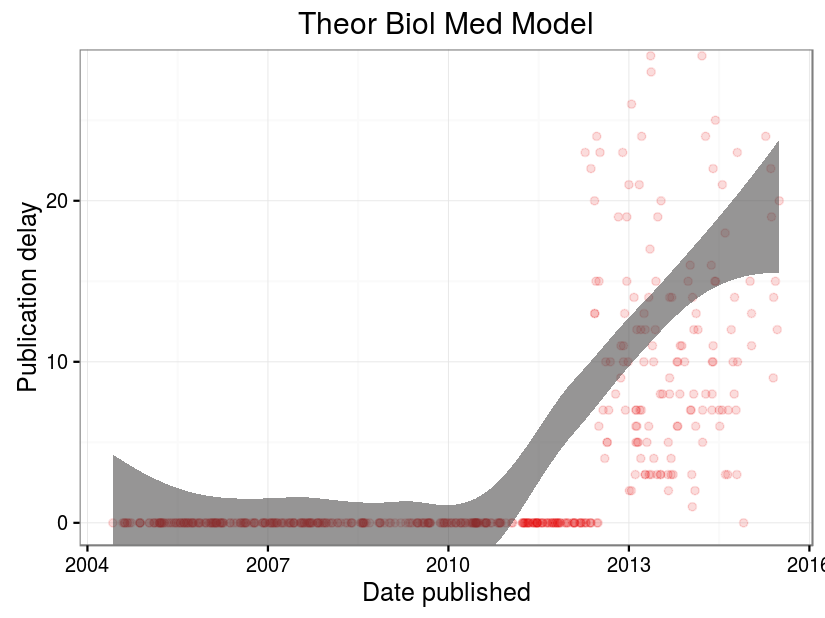 Theor Biol Med Model
Publication delay
20
10
0
2004 2007 2010 2013 2016
Date published